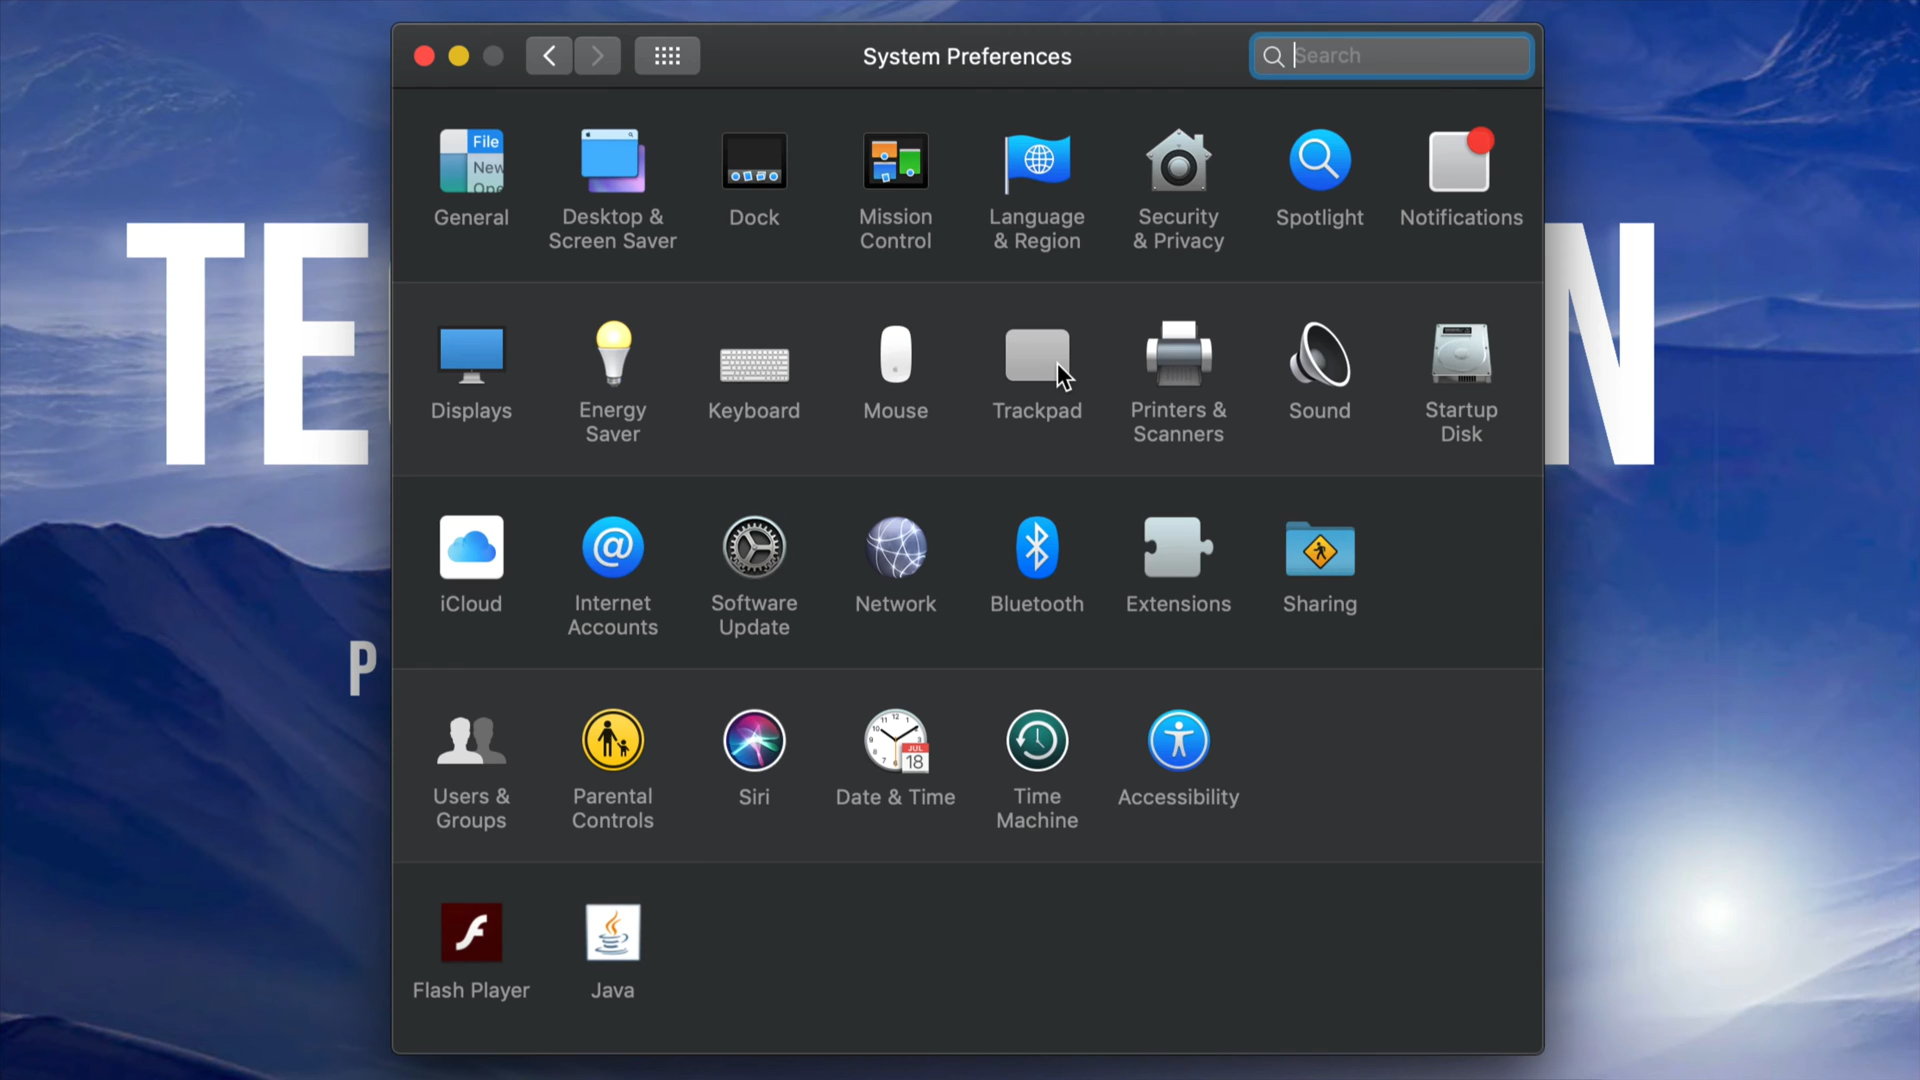 System Preferences
Search
File
New
Ope
General
Desktop &
Screen Saver
Dock
Mission
Control
Language
& Region
Security
& Privacy
Spotlight
Notifications
TE
N
Displays
Energy
Saver
Keyboard
Mouse
Trackpad
Printers &
Scanners
Sound
Startup
Disk
iCloud
@
Internet
Accounts
Software
Update
Network
Bluetooth
Extensions
Sharing
P
JUL
18
Users &
Groups
Parental
Controls
Siri
Date & Time
Time
Machine
Accessibility
Flash Player
Java